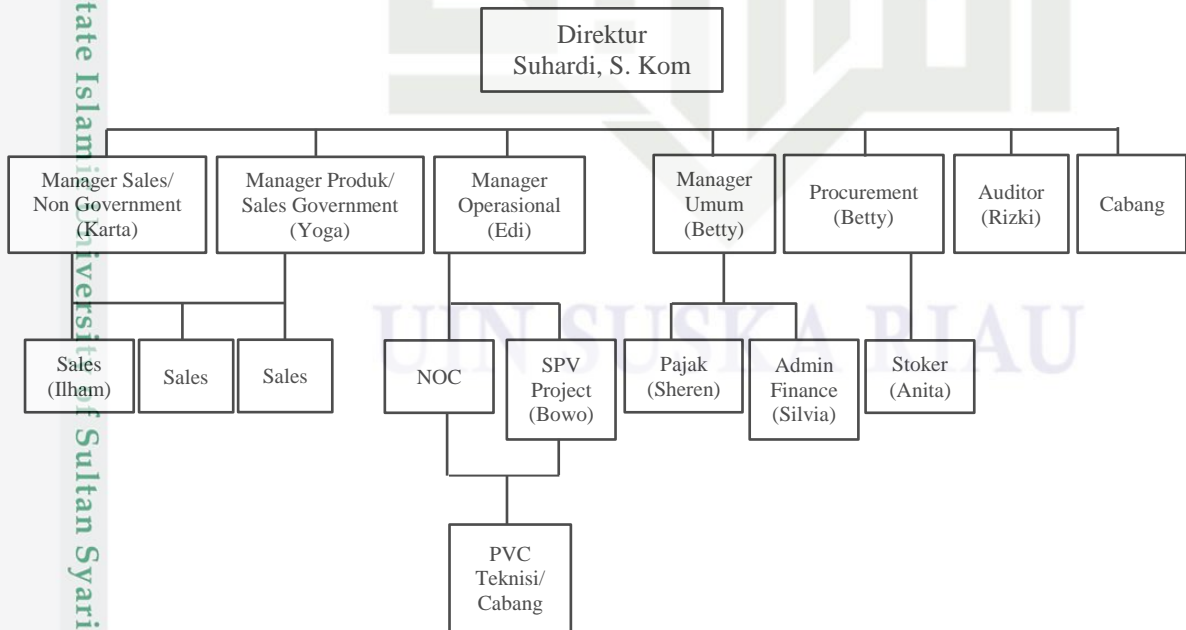 Direktur
Suhardi, S. Kom
Manager Sales/
Non Government
(Karta)
Manager Produk/
Sales Government
(Yoga)
Manager
Operasional
(Edi)
Manager
Umum
(Betty)
Procurement
(Betty)
Auditor
(Rizki)
Cabang
Sales
(Ilham)
Sales
Sales
NOC
SPV
Project
(Bowo)
Pajak
(Sheren)
Admin
Finance
(Silvia)
Stoker
(Anita)
PVC
Teknisi/
Cabang
UIN SUSKA RIAU
tate Islamic University of Sultan Syari